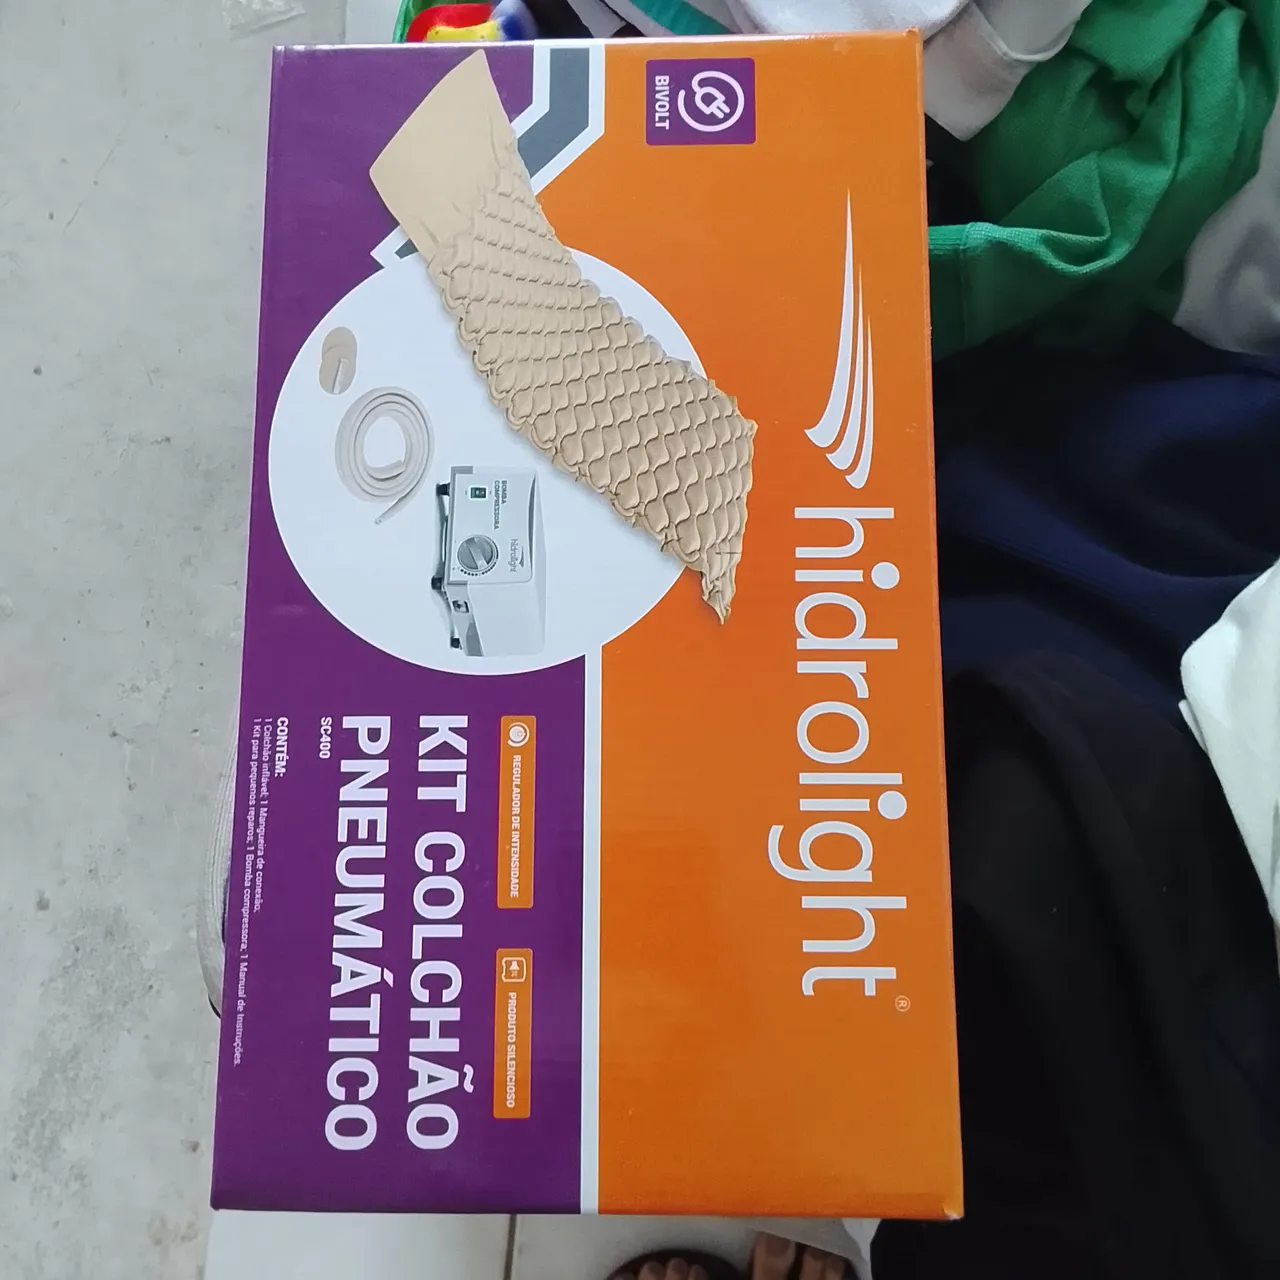 BIVOLT
hidrolight®
REGULADOR DE INTENSIDADE
PRODUTO SILENCIOSO
KIT COLCHÃO
PNEUMÁTICO
SC400
CONTÉM:
1 Colchão inflável; 1 Mangueira de conexão;
1 Kit para pequenos reparos; 1 Bomba compressora; 1 Manual de Instruções.
BOMBA
COMPRESSORA
hidrolight